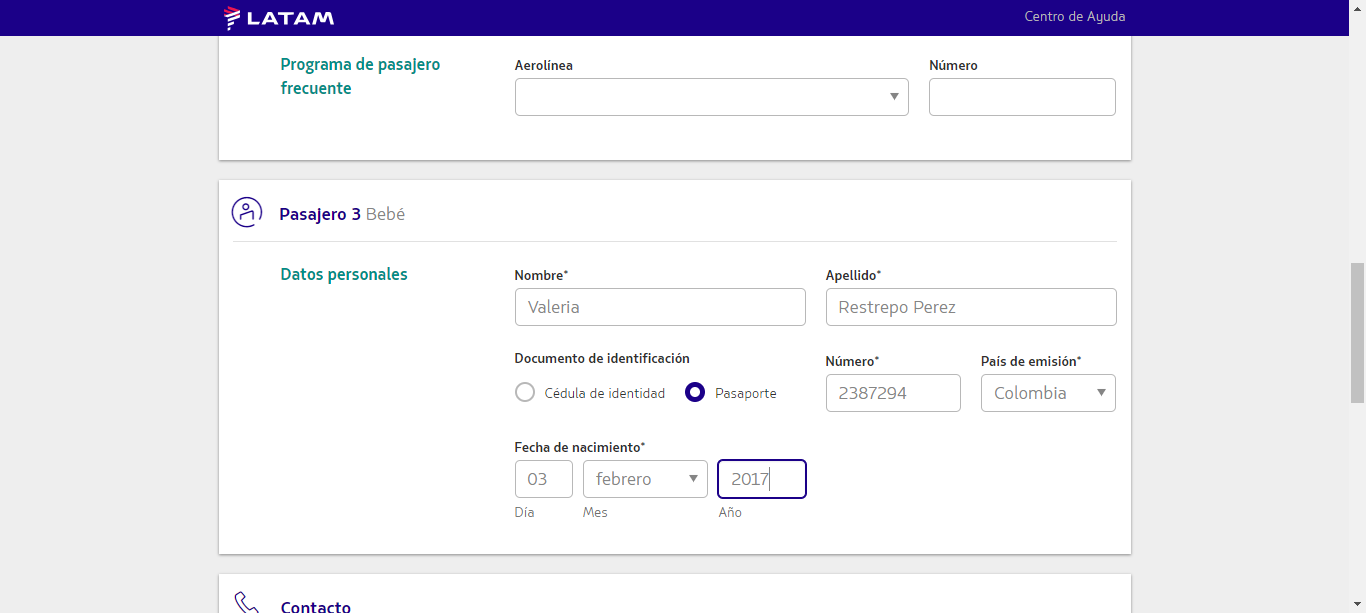 LATAM
Centro de Ayuda
Programa de pasajero
frecuente
Aerolínea
Número
Pasajero 3 Bebé
Datos personales
Nombre*
Apellido*
Valeria
Restrepo Perez
Documento de identificación
Número*
País de emisión*
Cédula de identidad
Pasaporte
2387294
Colombia
Fecha de nacimiento*
03
febrero
2017
Día
Mes
Año
Contacto